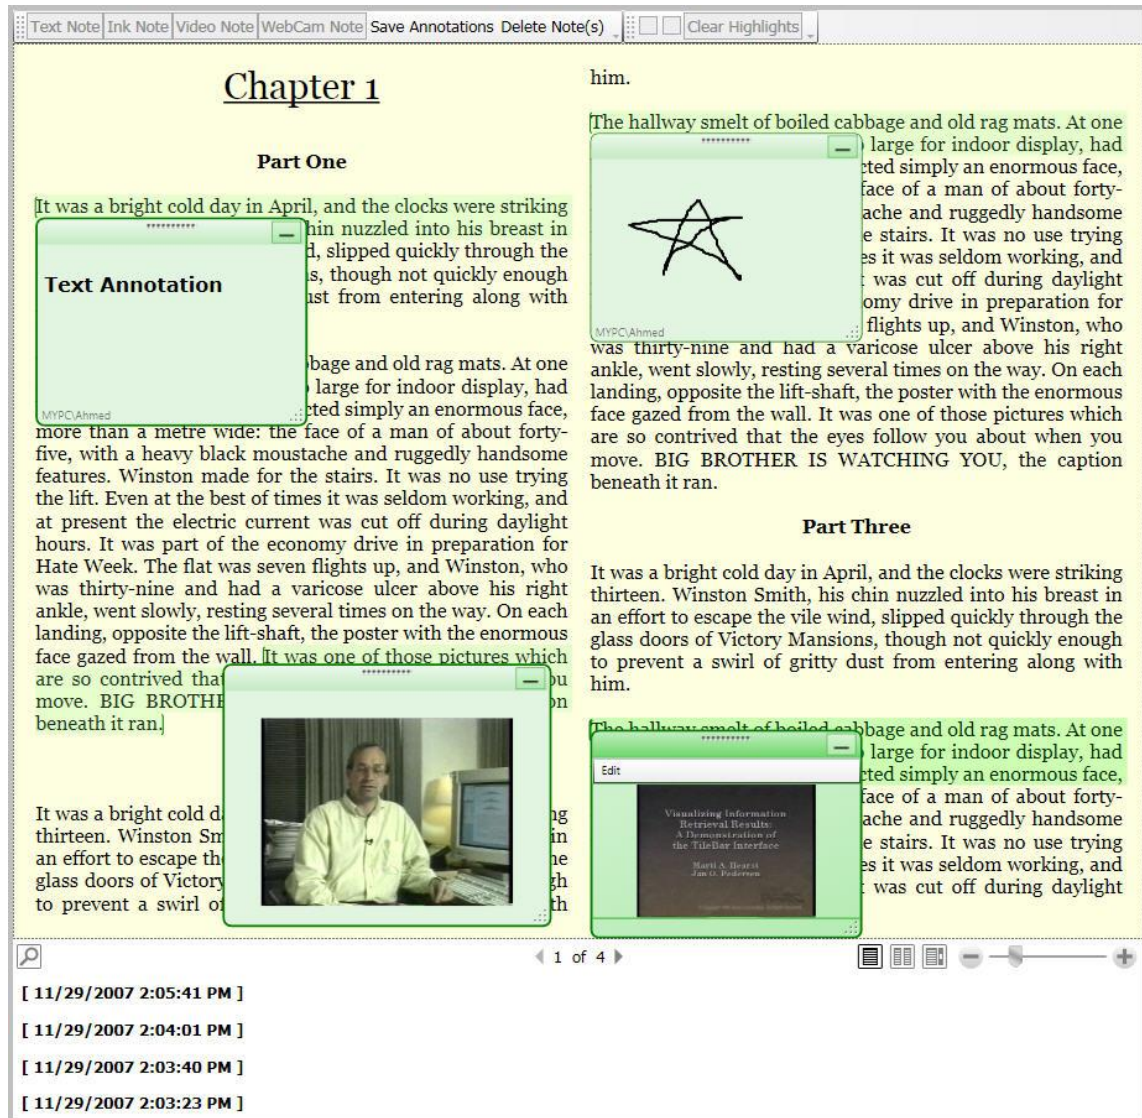 Text Note Ink Note Video Note WebCam Note Save Annotations Delete Note(s) Clear Highlights
Chapter 1
Part One
It was a bright cold day in April, and the clocks were striking
hin nuzzled into his breast in
d, slipped quickly through the
s, though not quickly enough
ust from entering along with
Text Annotation
MYPC\Ahmed
bbage and old rag mats. At one
large for indoor display, had
cted simply an enormous face,
more than a metre wide: the face of a man of about forty-
five, with a heavy black moustache and ruggedly handsome
features. Winston made for the stairs. It was no use trying
the lift. Even at the best of times it was seldom working, and
at present the electric current was cut off during daylight
hours. It was part of the economy drive in preparation for
Hate Week. The flat was seven flights up, and Winston, who
was thirty-nine and had a varicose ulcer above his right
ankle, went slowly, resting several times on the way. On each
landing, opposite the lift-shaft, the poster with the enormous
face gazed from the wall. It was one of those pictures which
are so contrived that
move. BIG BROTHE
beneath it ran.
It was a bright cold d
thirteen. Winston Sm
an effort to escape th
glass doors of Victory
to prevent a swirl o
him.
The hallway smelt of boiled cabbage and old rag mats. At one
large for indoor display, had
cted simply an enormous face,
face of a man of about forty-
ache and ruggedly handsome
e stairs. It was no use trying
es it was seldom working, and
was cut off during daylight
omy drive in preparation for
flights up, and Winston, who
MYPC\Ahmed
was thirty-nine and had a varicose ulcer above his right
ankle, went slowly, resting several times on the way. On each
landing, opposite the lift-shaft, the poster with the enormous
face gazed from the wall. It was one of those pictures which
are so contrived that the eyes follow you about when you
move. BIG BROTHER IS WATCHING YOU, the caption
beneath it ran.
Part Three
It was a bright cold day in April, and the clocks were striking
thirteen. Winston Smith, his chin nuzzled into his breast in
an effort to escape the vile wind, slipped quickly through the
glass doors of Victory Mansions, though not quickly enough
to prevent a swirl of gritty dust from entering along with
him.
The hallway smelt of boiled cabbage and old rag mats. At one
large for indoor display, had
cted simply an enormous face,
face of a man of about forty-
ache and ruggedly handsome
e stairs. It was no use trying
es it was seldom working, and
was cut off during daylight
Edit
Visualizing Information
Retrieval Results:
A Demonstration of
the TileBar Interface
Marti A. Hearst
Jan O. Pedersen
1 of 4
[ 11/29/2007 2:05:41 PM ]
[ 11/29/2007 2:04:01 PM ]
[ 11/29/2007 2:03:40 PM ]
[ 11/29/2007 2:03:23 PM ]